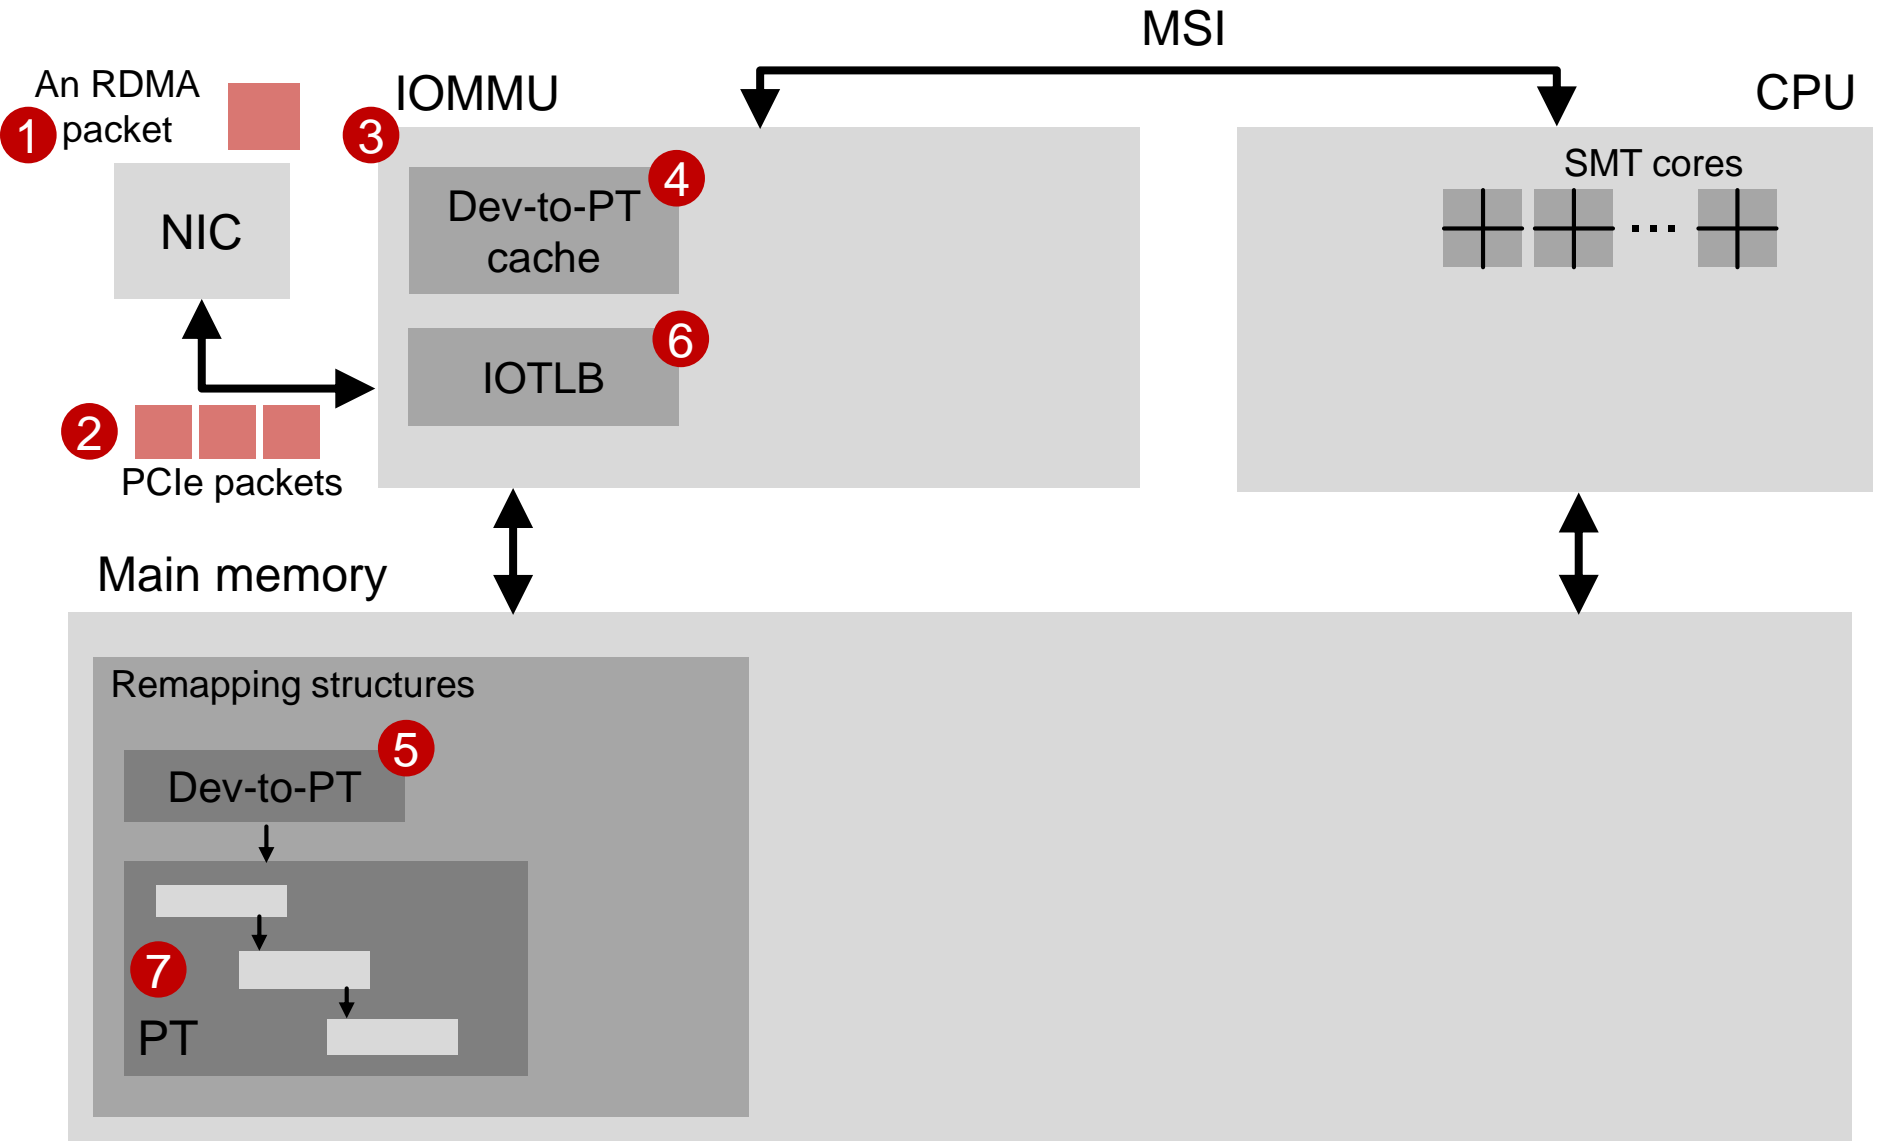 MSI
An RDMA
packet
1
IOMMU
3
CPU
NIC
Dev-to-PT
cache
4
SMT cores
...
IOTLB
6
2
PCIe packets
Main memory
Remapping structures
Dev-to-PT
5
7
PT